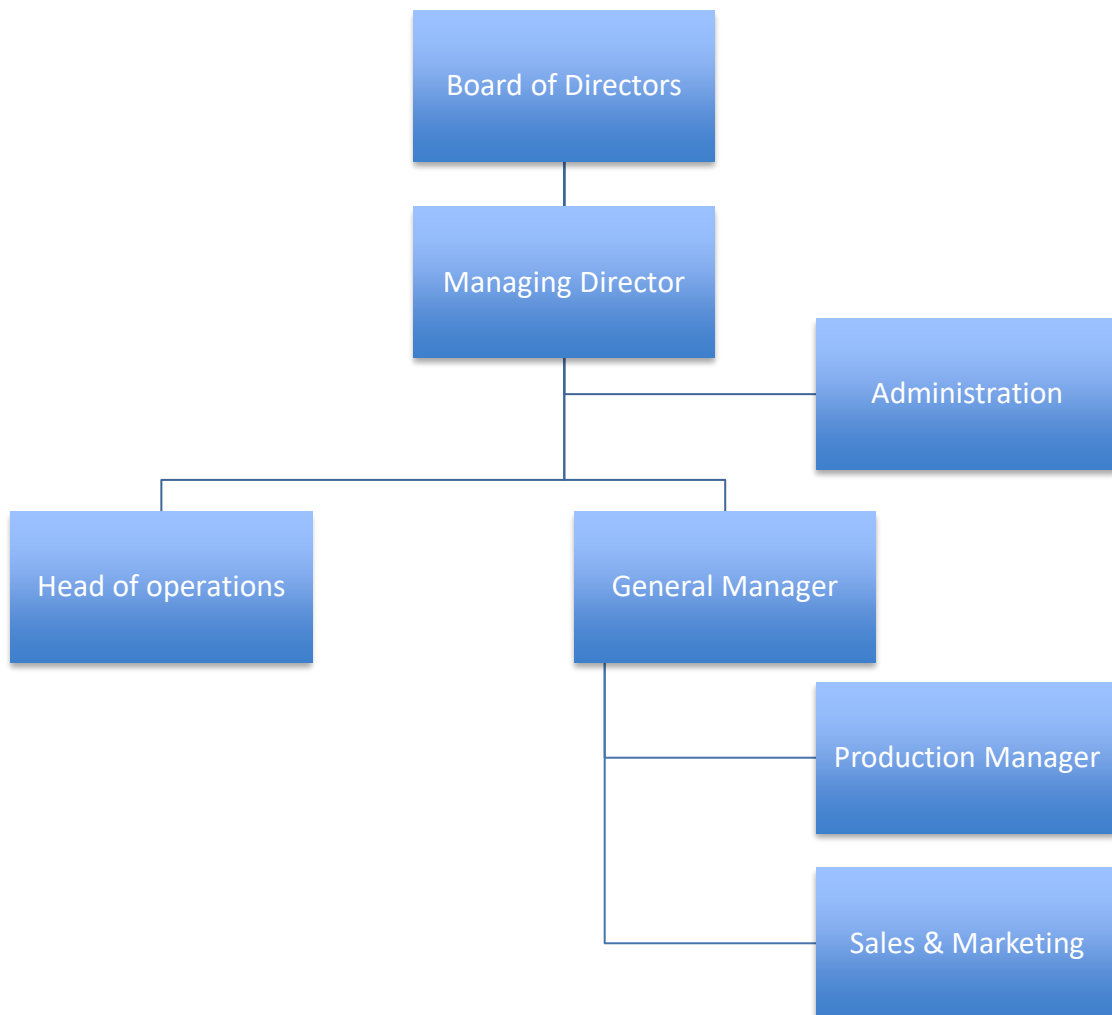 Board of Directors
Managing Director
Administration
Head of operations
General Manager
Production Manager
Sales & Marketing